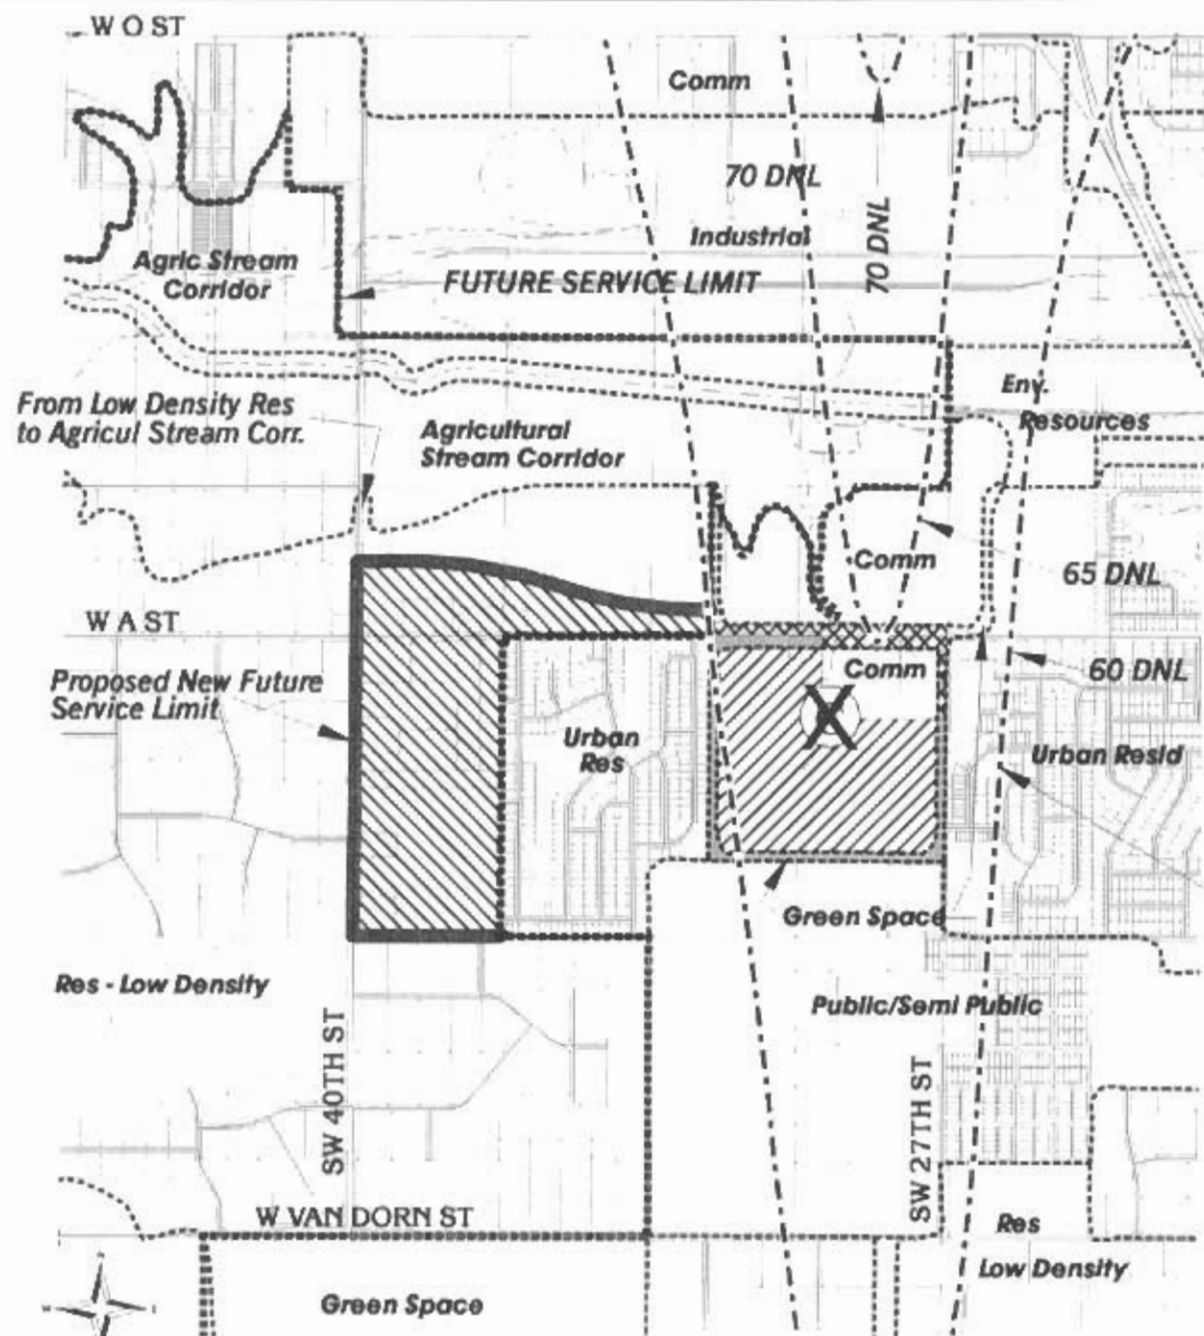 W O ST
Comm
70 DNL
70 DNL
Industrial
Agric Stream
Corridor
FUTURE SERVICE LIMIT
Env.
Resources
From Low Density Res
to Agricul Stream Corr.
Agricultural
Stream Corridor
Comm
65 DNL
W A ST
Comm
60 DNL
Proposed New Future
Service Limit
X
Urban
Res
Urban Resid
Green Space
Res - Low Density
Public/Semi Public
SW 40TH ST
SW 27TH ST
W VAN DORN ST
Res
Low Density
Green Space
W
E